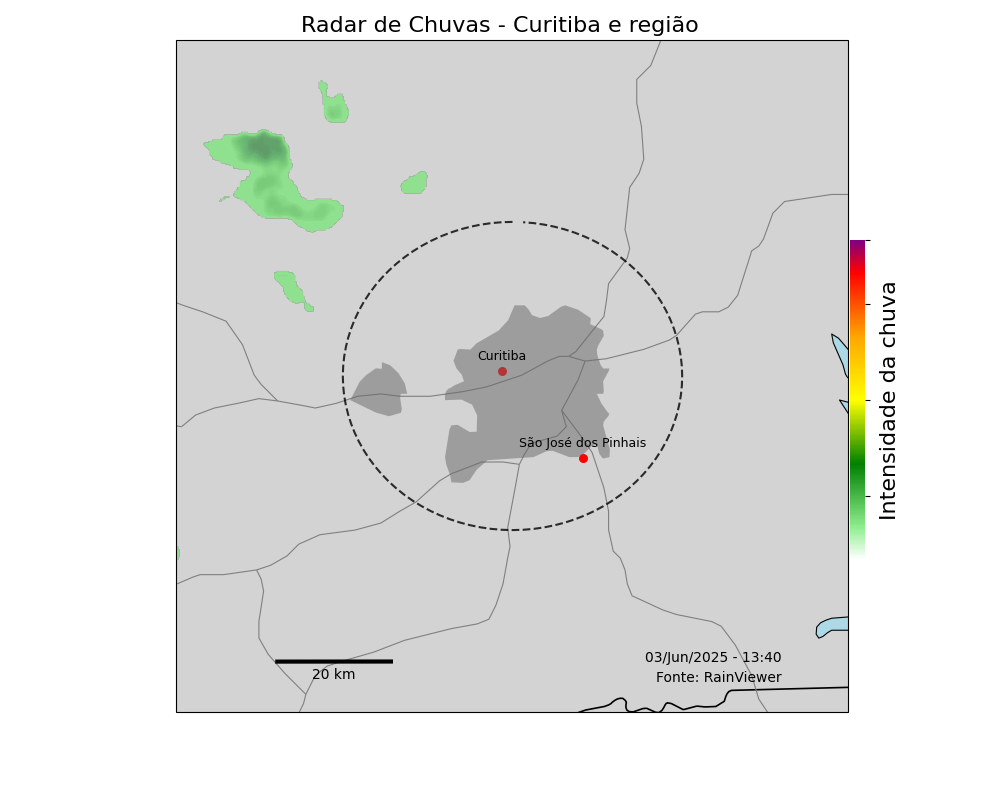 Radar de Chuvas - Curitiba e região
Curitiba
São José dos Pinhais
Intensidade da chuva
20 km
03/Jun/2025 - 13:40
Fonte: RainViewer